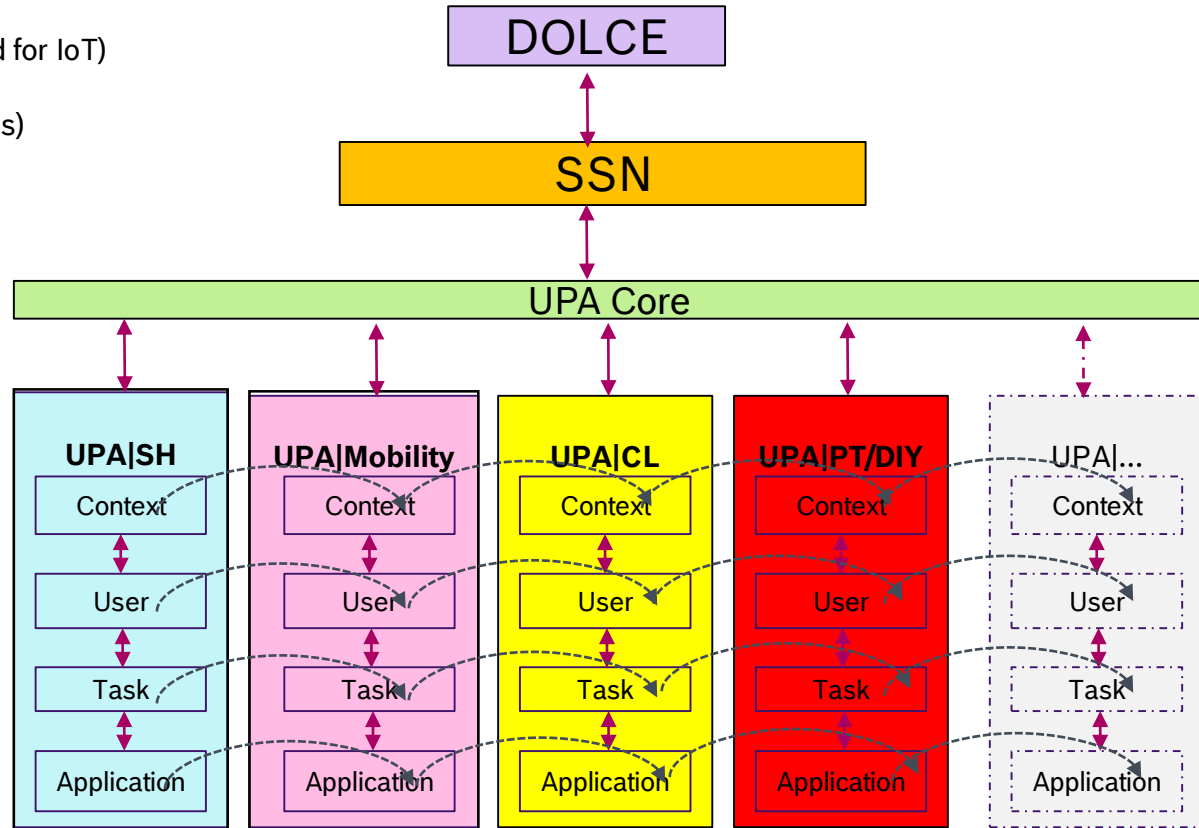 DOLCE
d for IoT)
s)
SSN
UPA Core
UPA|SH
UPA|Mobility
UPA|CL
UPA|PT/DIY
UPA|...
Context
Context
Context
Context
Context
User
User
User
User
User
Task
Task
Task
Task
Task
Application
Application
Application
Application
Application